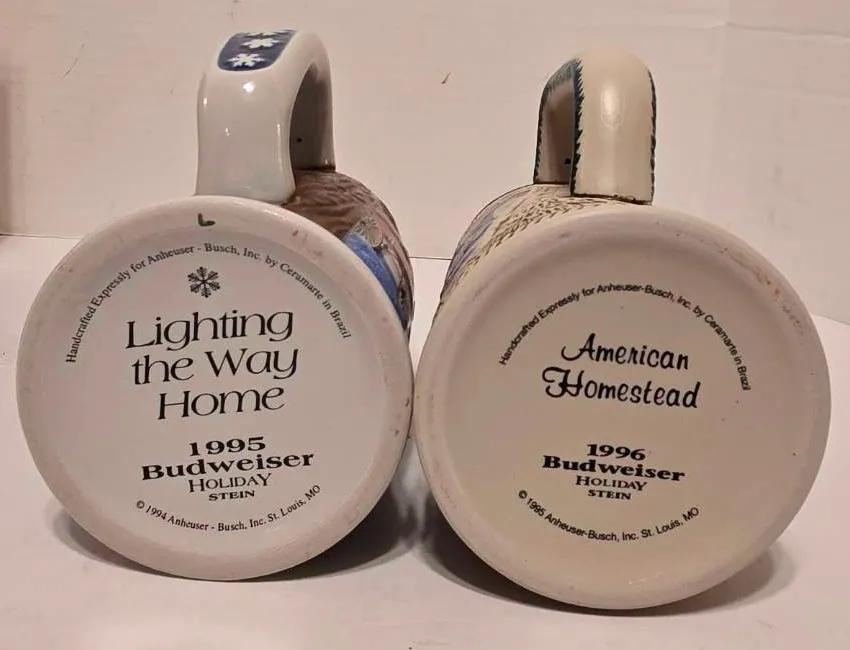 L
Handcrafted Expressly for Anheuser - Busch, Inc. by Ceramarte in Brazil
Lighting
the Way
Home
1995
Budweiser
HOLIDAY
STEIN
© 1994 Anheuser - Busch, Inc. St. Louis, MO
Handcrafted Expressly for Anheuser-Busch, Inc. by Ceramarte in Brazil
American
Homestead
1996
Budweiser
HOLIDAY
STEIN
© 1995 Anheuser-Busch, Inc. St. Louis, MO